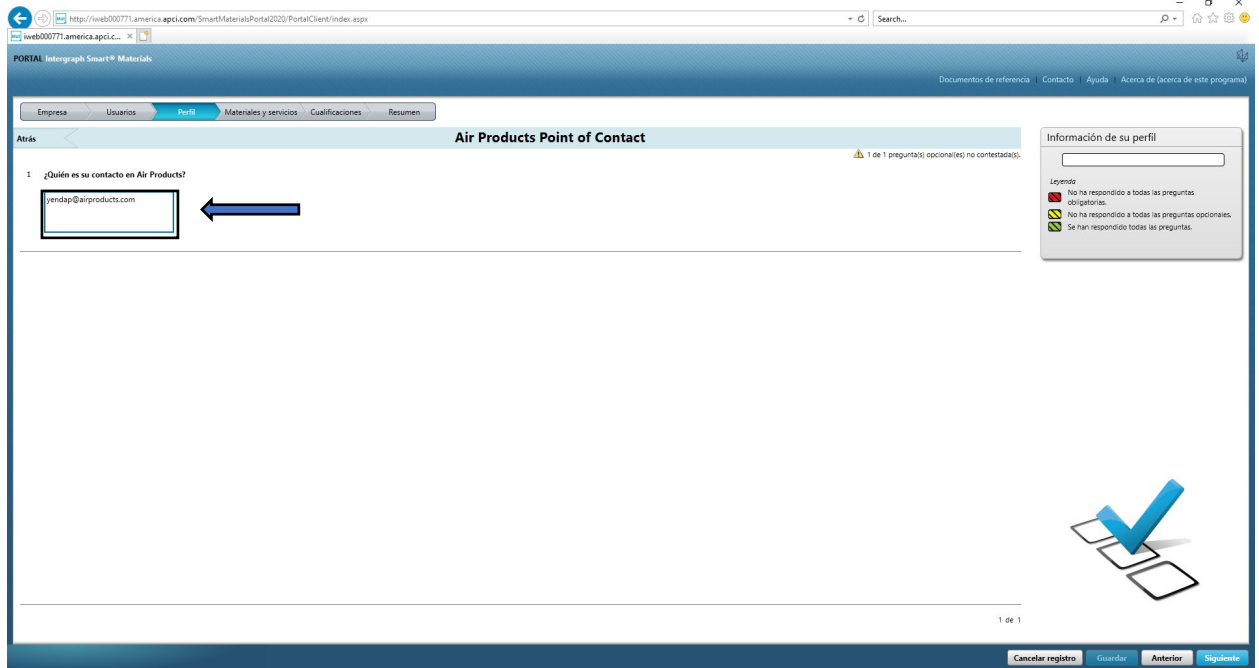 http://iweb000771.america.apci.com/SmartMaterialsPortal2020/PortalClient/index.aspx
Search...
iweb000771.america.apci.c...
PORTAL Intergraph Smart® Materials
Documentos de referencia | Contacto | Ayuda | Acerca de (acerca de este programa)
Empresa Usuarios Perfil Materiales y servicios Cualificaciones Resumen
Atrás
Air Products Point of Contact
1 de 1 pregunta(s) opcional(es) no contestada(s).
1 ¿Quién es su contacto en Air Products?
yendap@airproducts.com
Información de su perfil
Leyenda
No ha respondido a todas las preguntas
obligatorias.
No ha respondido a todas las preguntas opcionales.
Se han respondido todas las preguntas.
1 de 1
Cancelar registro Guardar Anterior Siguiente